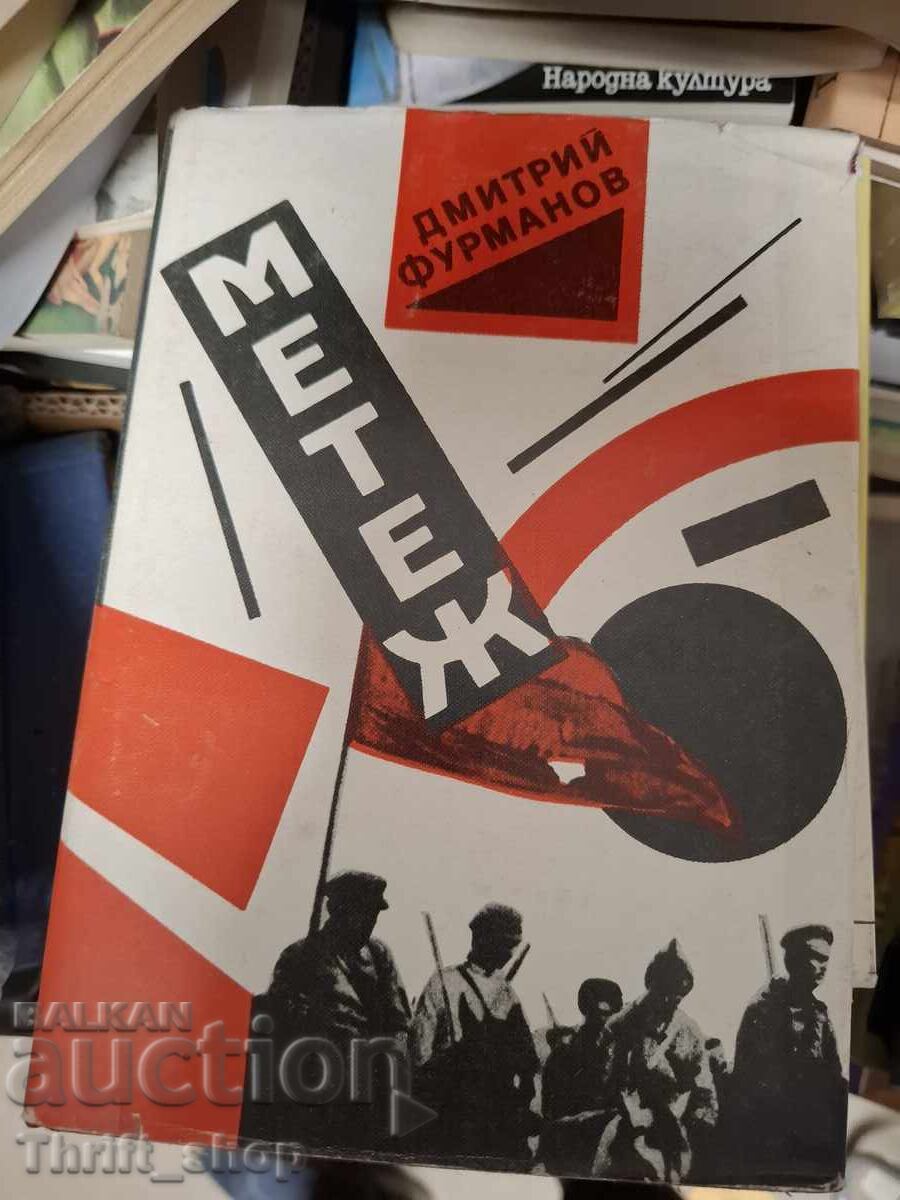 Народна култура
ДМИТРИЙ
ФУРМАНОВ
МЕТЕЖ
BALKAN
auction
Thrift_shop